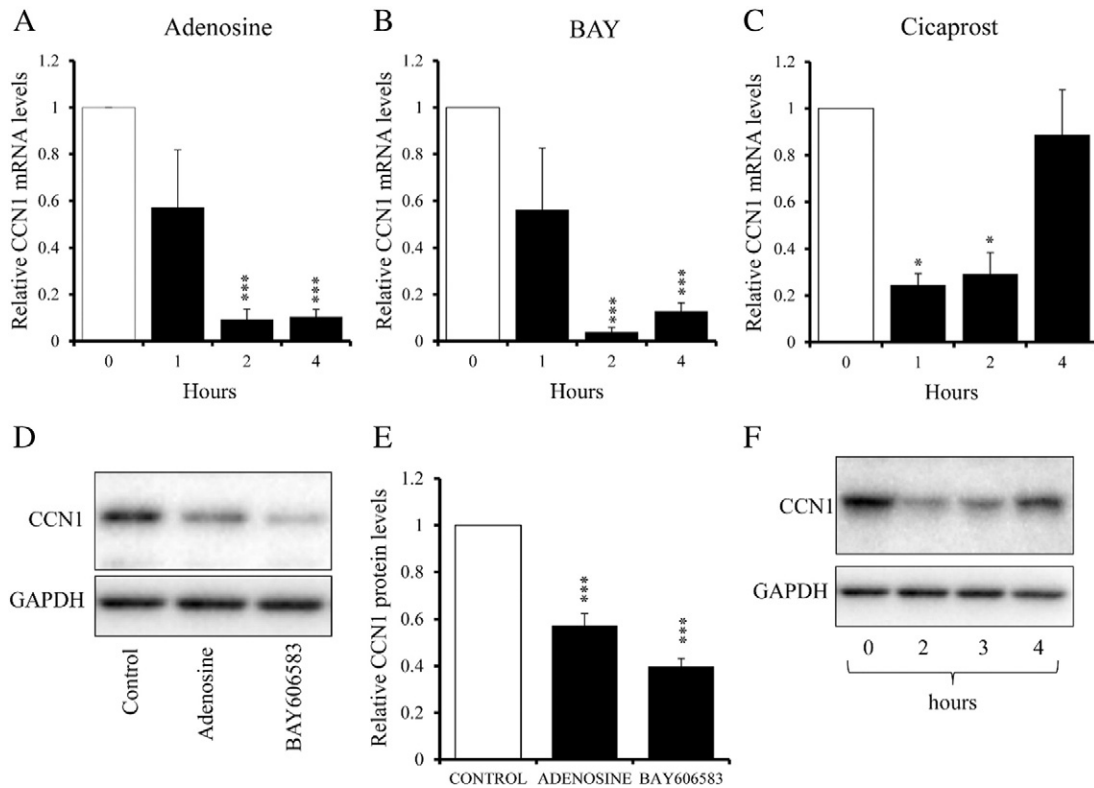 A
Adenosine
1.2
1
0.8
0.6
0.4
0.2
0
Relative CCN1 mRNA levels
***
***
0 1 2 4
Hours
B
BAY
1.2
1
0.8
0.6
0.4
0.2
0
Relative CCN1 mRNA levels
***
***
0 1 2 4
Hours
C
Cicaprost
1.2
1
0.8
0.6
0.4
0.2
0
Relative CCN1 mRNA levels
*
*
0 1 2 4
Hours
D
CCN1
GAPDH
Control
Adenosine
BAY606583
E
1.2
1
0.8
0.6
0.4
0.2
0
Relative CCN1 protein levels
***
***
CONTROL ADENOSINE BAY606583
F
CCN1
GAPDH
0 2 3 4
hours